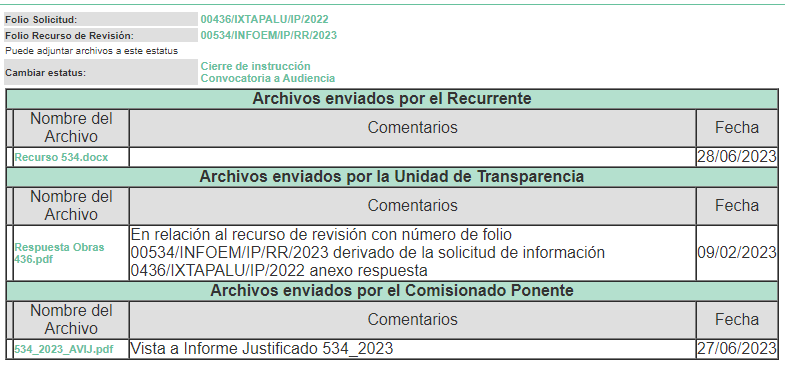 Folio Solicitud: 00436/IXTAPALU/IP/2022
Folio Recurso de Revisión: 00534/INFOEM/IP/RR/2023
Puede adjuntar archivos a este estatus
Cambiar estatus: Cierre de instrucción
Convocatoria a Audiencia
Archivos enviados por el Recurrente
Nombre del Archivo Comentarios Fecha
Recurso 534.docx 28/06/2023
Archivos enviados por la Unidad de Transparencia
Nombre del Archivo Comentarios Fecha
Respuesta Obras 436.pdf
En relación al recurso de revisión con número de folio
00534/INFOEM/IP/RR/2023 derivado de la solicitud de información
0436/IXTAPALU/IP/2022 anexo respuesta
09/02/2023
Archivos enviados por el Comisionado Ponente
Nombre del Archivo Comentarios Fecha
534_2023_AVIJ.pdf Vista a Informe Justificado 534_2023 27/06/2023